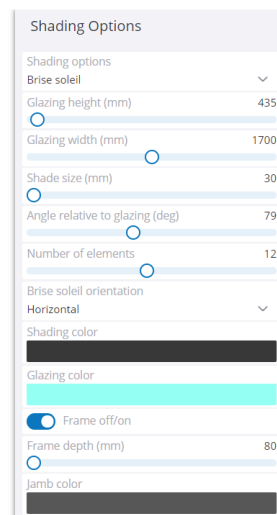 Shading Options
Shading options
Brise soleil
Glazing height (mm) 435
Glazing width (mm) 1700
Shade size (mm) 30
Angle relative to glazing (deg) 79
Number of elements 12
Brise soleil orientation
Horizontal
Shading color
Glazing color
Frame off/on
Frame depth (mm) 80
Jamb color